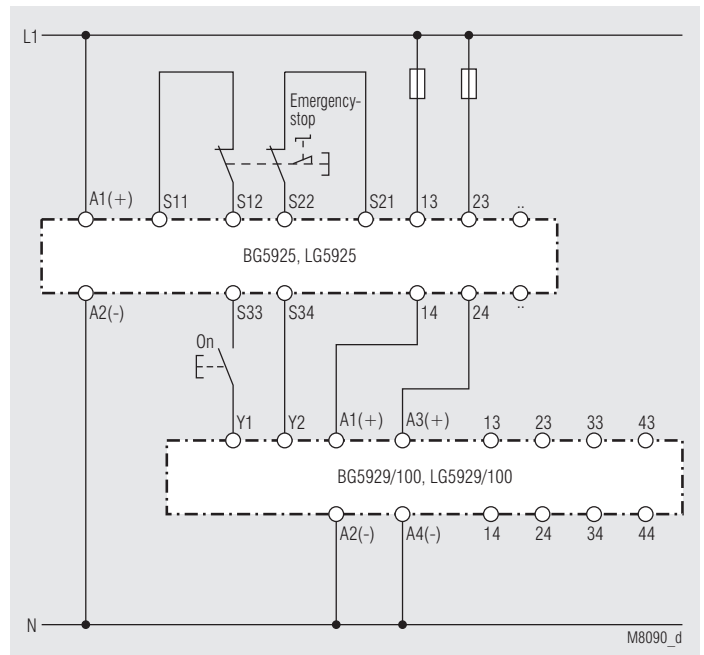 L1
Emergency-
stop
A1(+) S11 S12 S22 S21 13 23 ..
BG5925, LG5925
A2(-) S33 S34 14 24 ..
On
Y1 Y2 A1(+) A3(+) 13 23 33 43
BG5929/100, LG5929/100
A2(-) A4(-) 14 24 34 44
N
M8090_d